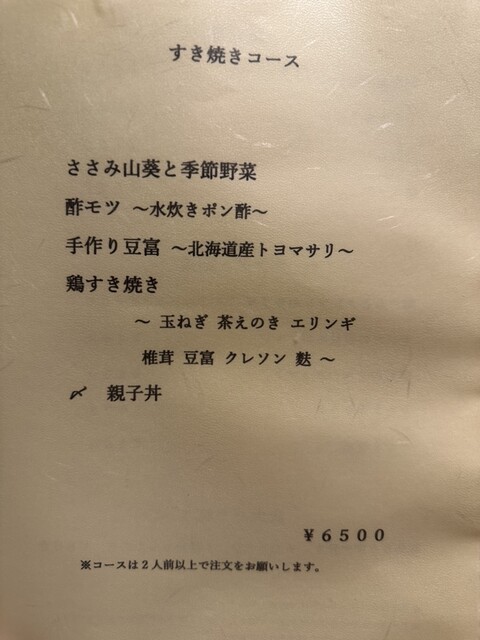 すき焼きコース
ささみ山葵と季節野菜
酢モツ ～水炊きポン酢～
手作り豆富 ～北海道産トヨマサリ～
鶏すき焼き
～ 玉ねぎ 茶えのき エリンギ
椎茸 豆富 クレソン 麩 ～
〆 親子丼
￥６５００
※コースは２人前以上で注文をお願いします。